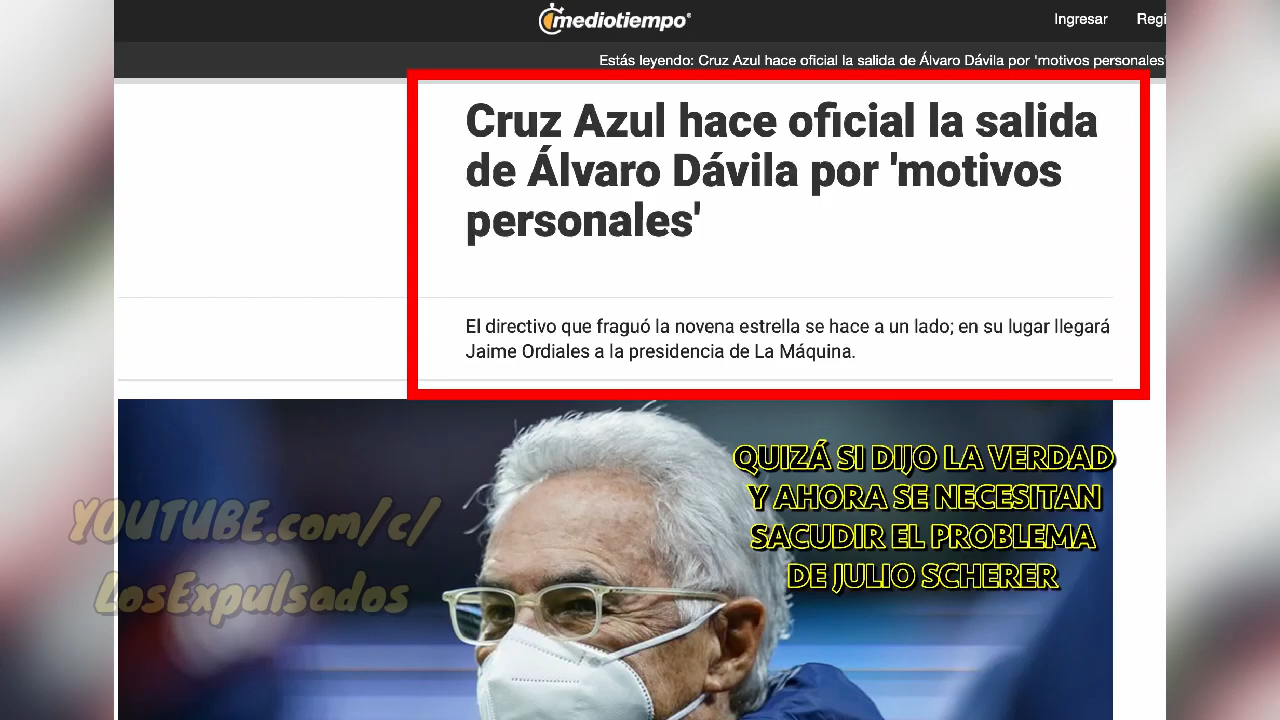 mediotiempo®
Ingresar
Regi
Estás leyendo: Cruz Azul hace oficial la salida de Álvaro Dávila por 'motivos personales'
Cruz Azul hace oficial la salida
de Álvaro Dávila por 'motivos
personales'
El directivo que fraguó la novena estrella se hace a un lado; en su lugar llegará
Jaime Ordiales a la presidencia de La Máquina.
QUIZÁ SI DIJO LA VERDAD
Y AHORA SE NECESITAN
SACUDIR EL PROBLEMA
DE JULIO SCHERER
YOUTUBE.com/c/
LosExpulsados